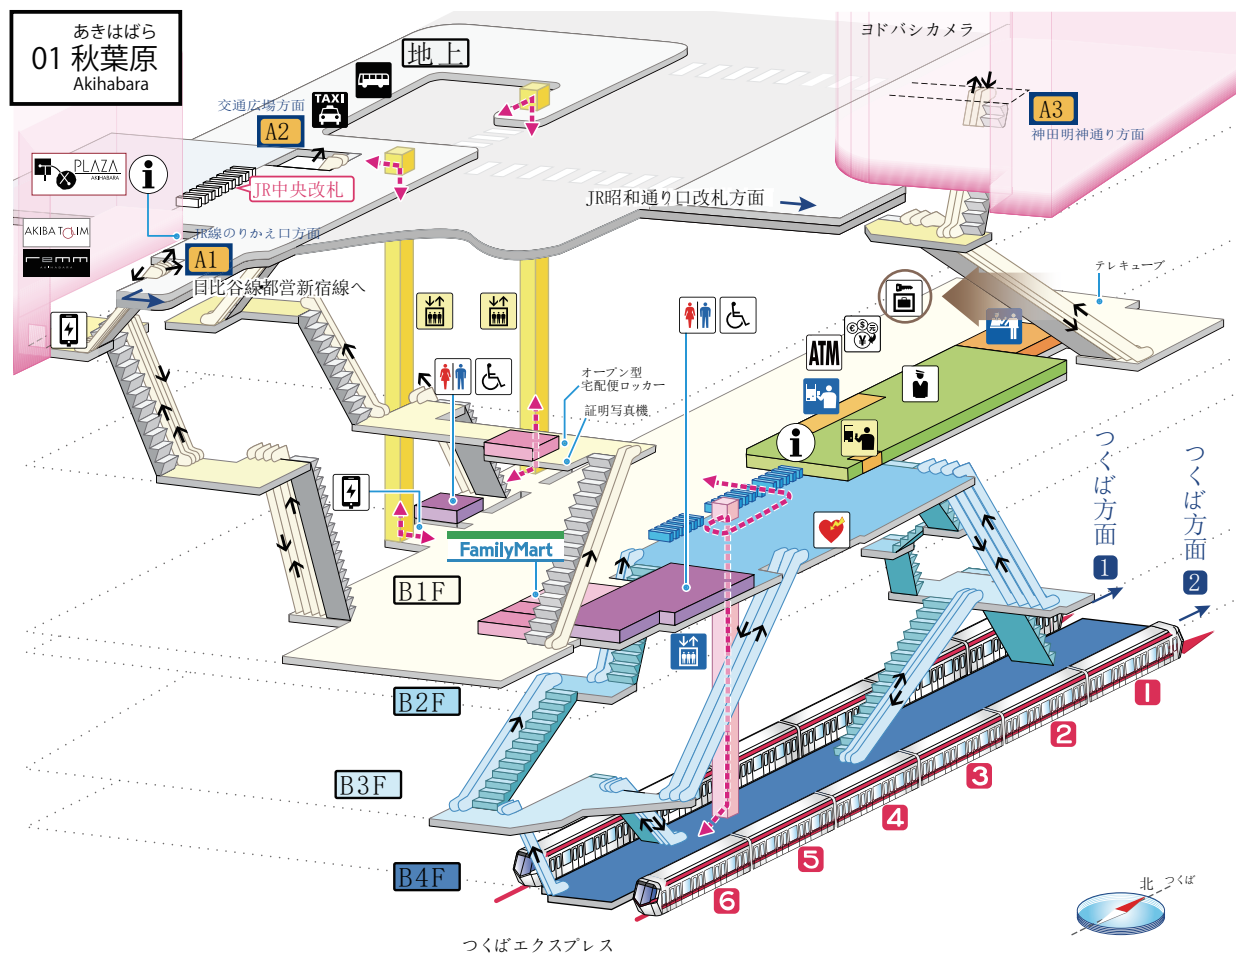 あきはばら
01 秋葉原
Akihabara
地上
ヨドバシカメラ
交通広場方面
A2
TAXI
A3
神田明神通り方面
PLAZA
AKIHABARA
i
JR中央改札
JR昭和通り口改札方面
AKIBA TOLIM
JR線のりかえ口方面
A1
remm
日比谷線都営新宿線へ
テレキューブ
ATM
€ $ 元 ¥
オープン型
宅配便ロッカー
証明写真機
i
つくば方面
1
つくば方面
2
FamilyMart
B1F
B2F
B3F
B4F
1
2
3
4
5
6
北
つくば
つくばエクスプレス